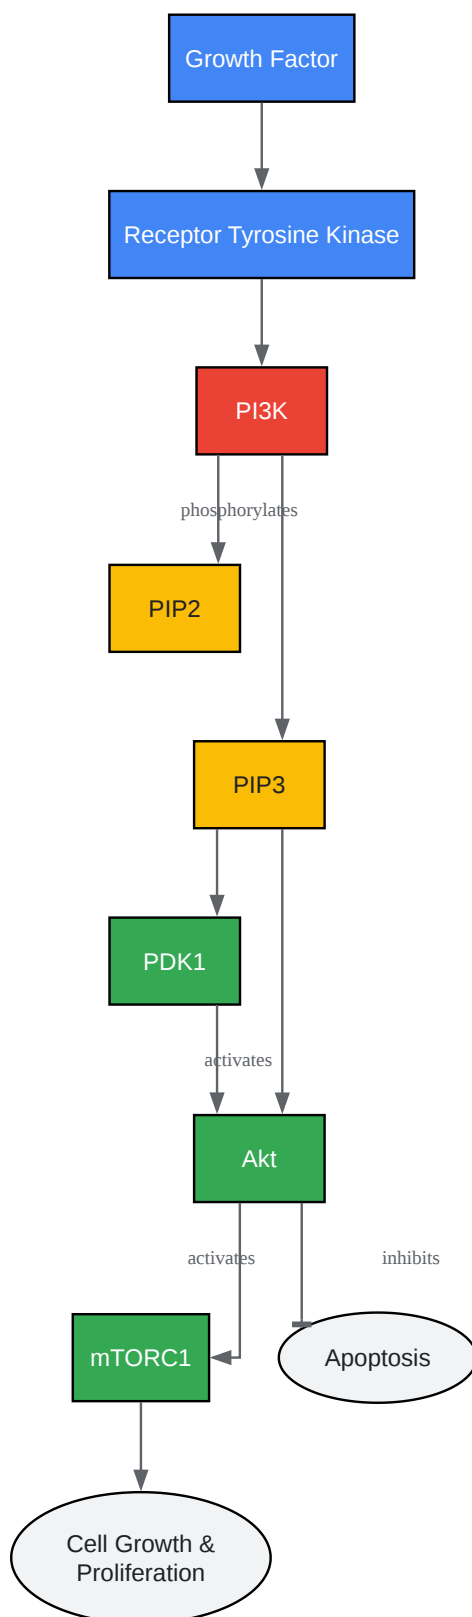 Growth Factor
Receptor Tyrosine Kinase
PI3K
phosphorylates
PIP2
PIP3
PDK1
activates
Akt
activates
inhibits
mTORC1
Apoptosis
Cell Growth &
Proliferation